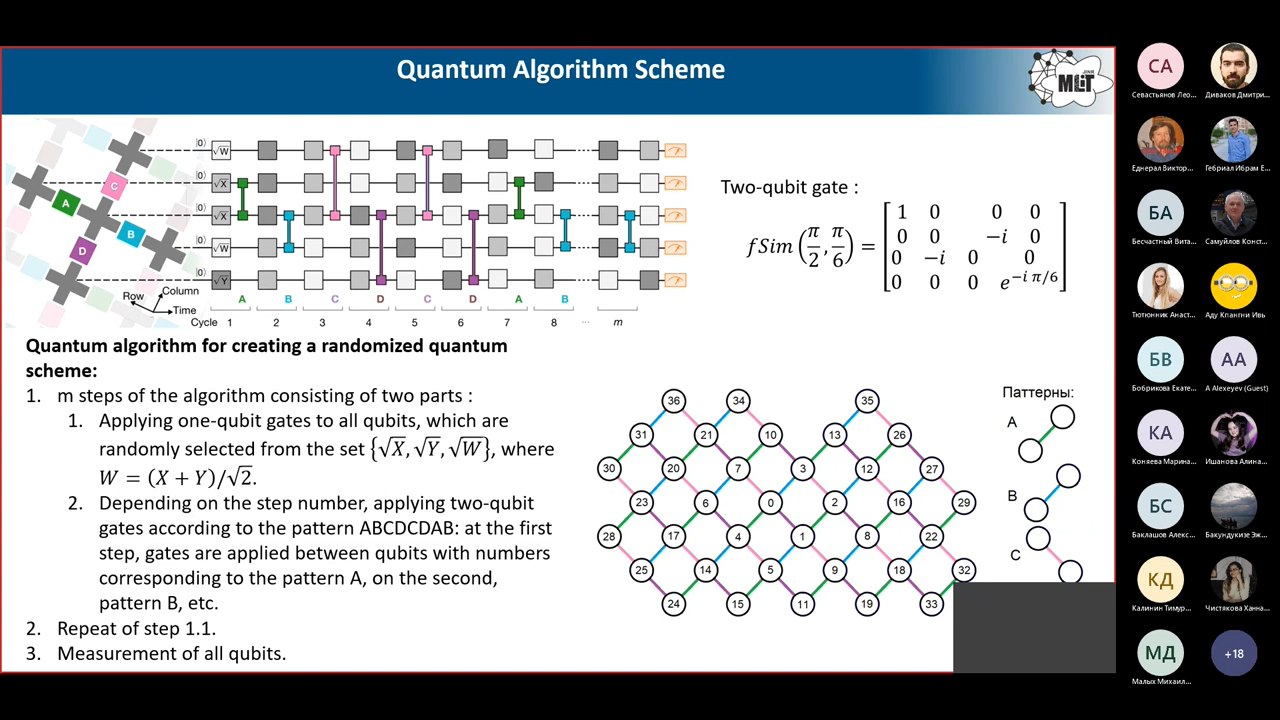 Quantum Algorithm Scheme
JINR
MLIT
|0⟩ √W
|0⟩ √X
|0⟩ √X
|0⟩ √W
|0⟩ √Y
A
B
C
D
Row
Column
Time
A B C D C D A B
Cycle 1 2 3 4 5 6 7 8 ... m
Two-qubit gate :
fSim (π/2, π/6) =
1 0 0 0
0 0 −i 0
0 −i 0 0
0 0 0 e^{−i π/6}
Quantum algorithm for creating a randomized quantum
scheme:
1. m steps of the algorithm consisting of two parts :
1. Applying one-qubit gates to all qubits, which are
randomly selected from the set {√X, √Y, √W}, where
W = (X + Y)/√2.
2. Depending on the step number, applying two-qubit
gates according to the pattern ABCDCDAB: at the first
step, gates are applied between qubits with numbers
corresponding to the pattern A, on the second,
pattern B, etc.
2. Repeat of step 1.1.
3. Measurement of all qubits.
36 34 35
31 21 10 13 26
30 20 7 3 12 27
23 6 0 2 16 29
28 17 4 1 8 22
25 14 5 9 18 32
24 15 11 19 33
Паттерны:
A
B
C
СА
Севастьянов Лео...
Диваков Дмитри...
Еднерал Виктор...
Гебриал Ибрам Е...
БА
Бесчастный Вита...
Самуйлов Конст...
Тютюнник Анаст...
Аду Кпангни Ивь
БВ
Бобрикова Екате...
АА
A Alexeyev (Guest)
КА
Коняева Марина...
Ишанова Алина...
БС
Баклашов Алекс...
Бакундукизе Эж...
КД
Калинин Тимур...
Чистякова Ханна...
МД
Малых Михаил...
+18